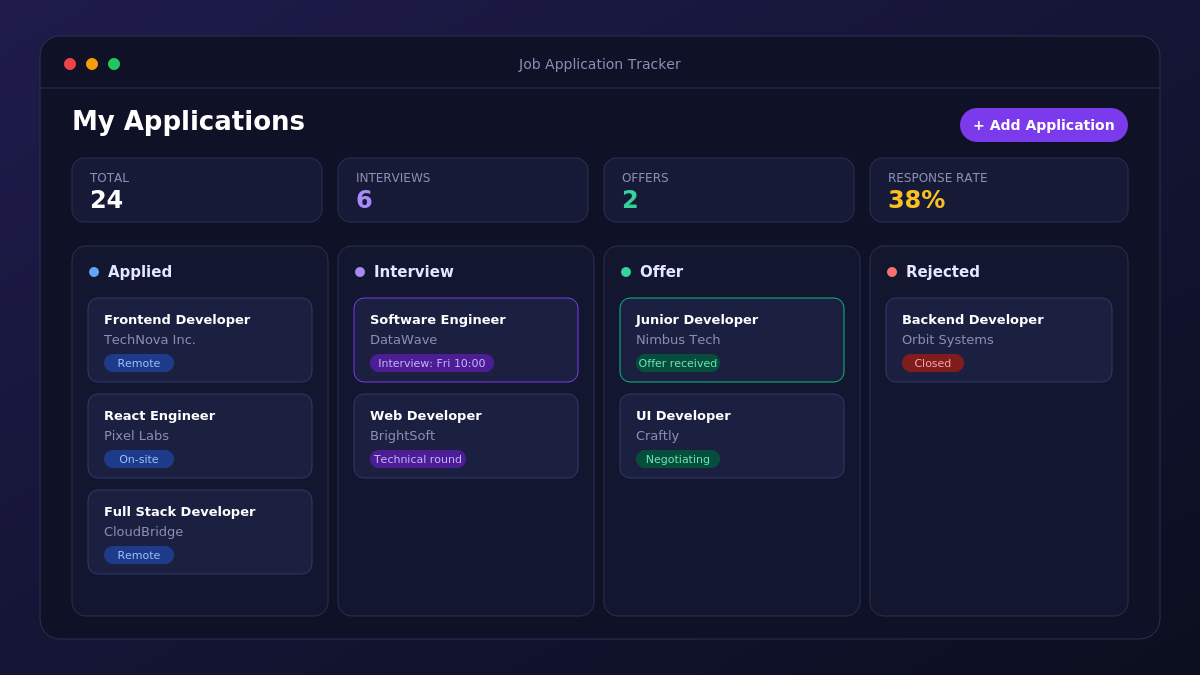 Job Application Tracker
My Applications
+ Add Application
TOTAL
24
INTERVIEWS
6
OFFERS
2
RESPONSE RATE
38%
Applied
Frontend Developer
TechNova Inc.
Remote
React Engineer
Pixel Labs
On-site
Full Stack Developer
CloudBridge
Remote
Interview
Software Engineer
DataWave
Interview: Fri 10:00
Web Developer
BrightSoft
Technical round
Offer
Junior Developer
Nimbus Tech
Offer received
UI Developer
Craftly
Negotiating
Rejected
Backend Developer
Orbit Systems
Closed